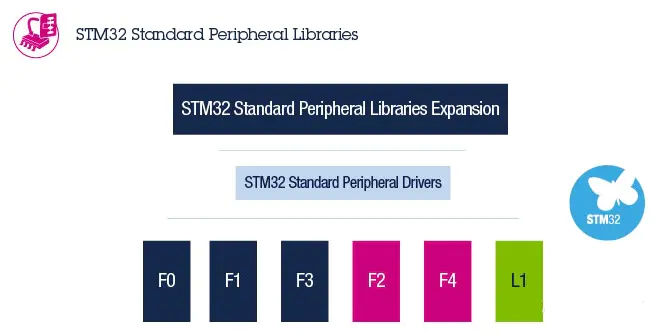 STM32 Standard Peripheral Libraries
STM32 Standard Peripheral Libraries Expansion
STM32 Standard Peripheral Drivers
STM32
F0 F1 F3 F2 F4 L1